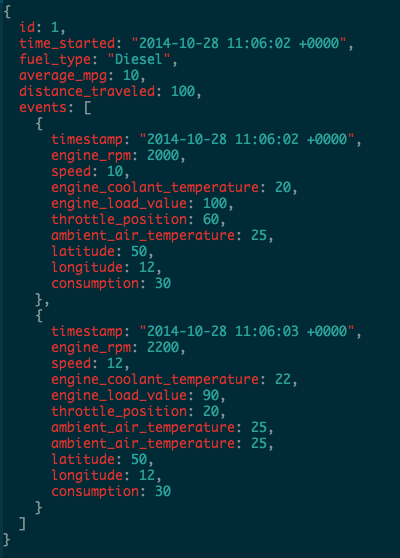 {
  id: 1,
  time_started: "2014-10-28 11:06:02 +0000",
  fuel_type: "Diesel",
  average_mpg: 10,
  distance_traveled: 100,
  events: [
    {
      timestamp: "2014-10-28 11:06:02 +0000",
      engine_rpm: 2000,
      speed: 10,
      engine_coolant_temperature: 20,
      engine_load_value: 100,
      throttle_position: 60,
      ambient_air_temperature: 25,
      latitude: 50,
      longitude: 12,
      consumption: 30
    },
    {
      timestamp: "2014-10-28 11:06:03 +0000",
      engine_rpm: 2200,
      speed: 12,
      engine_coolant_temperature: 22,
      engine_load_value: 90,
      throttle_position: 20,
      ambient_air_temperature: 25,
      ambient_air_temperature: 25,
      latitude: 50,
      longitude: 12,
      consumption: 30
    }
  ]
}